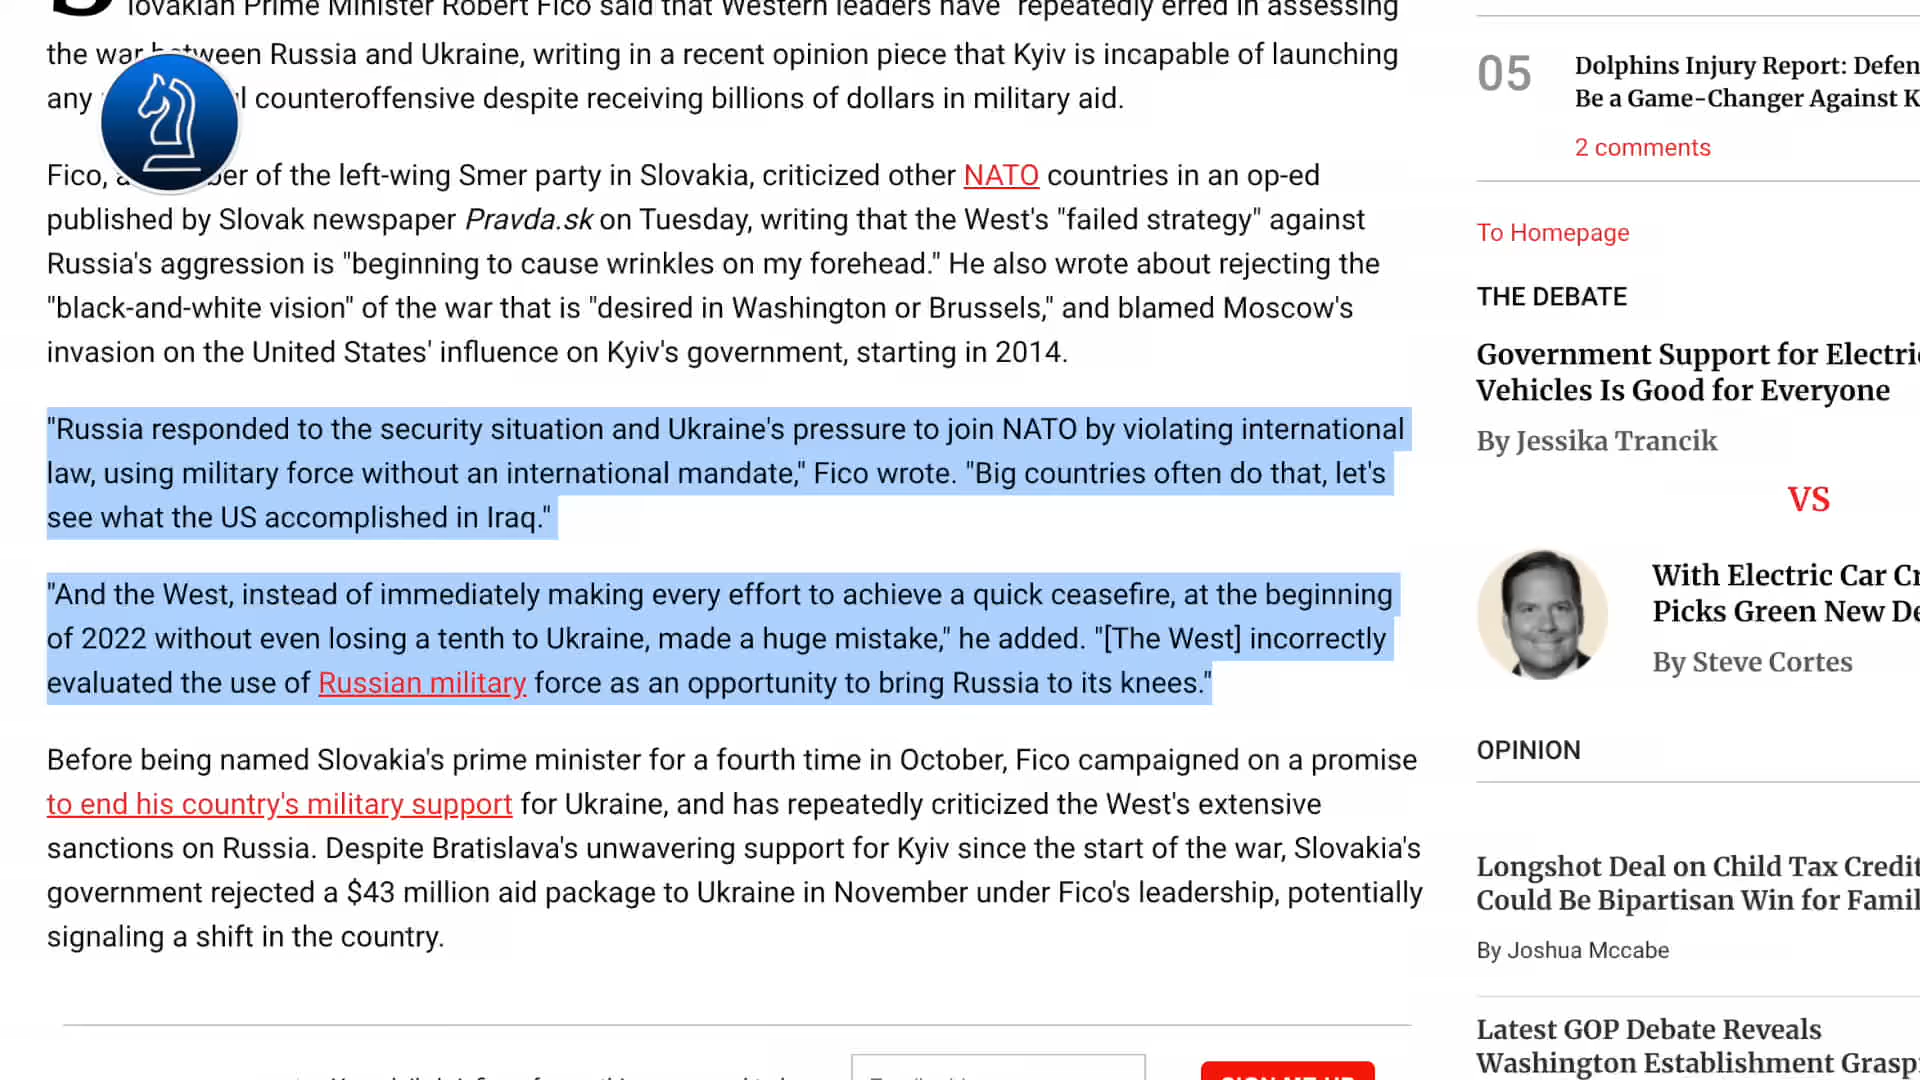 lovakian Prime Minister Robert Fico said that Western leaders have "repeatedly erred in assessing
the war between Russia and Ukraine, writing in a recent opinion piece that Kyiv is incapable of launching
any counteroffensive despite receiving billions of dollars in military aid.
Fico, a of the left-wing Smer party in Slovakia, criticized other NATO countries in an op-ed
published by Slovak newspaper Pravda.sk on Tuesday, writing that the West's "failed strategy" against
Russia's aggression is "beginning to cause wrinkles on my forehead." He also wrote about rejecting the
"black-and-white vision" of the war that is "desired in Washington or Brussels," and blamed Moscow's
invasion on the United States' influence on Kyiv's government, starting in 2014.
"Russia responded to the security situation and Ukraine's pressure to join NATO by violating international
law, using military force without an international mandate," Fico wrote. "Big countries often do that, let's
see what the US accomplished in Iraq."
"And the West, instead of immediately making every effort to achieve a quick ceasefire, at the beginning
of 2022 without even losing a tenth to Ukraine, made a huge mistake," he added. "[The West] incorrectly
evaluated the use of Russian military force as an opportunity to bring Russia to its knees."
Before being named Slovakia's prime minister for a fourth time in October, Fico campaigned on a promise
to end his country's military support for Ukraine, and has repeatedly criticized the West's extensive
sanctions on Russia. Despite Bratislava's unwavering support for Kyiv since the start of the war, Slovakia's
government rejected a $43 million aid package to Ukraine in November under Fico's leadership, potentially
signaling a shift in the country.
SIGN ME UP
05
Dolphins Injury Report: Defen
Be a Game-Changer Against K
2 comments
To Homepage
THE DEBATE
Government Support for Electric
Vehicles Is Good for Everyone
By Jessika Trancik
VS
With Electric Car Cr
Picks Green New De
By Steve Cortes
OPINION
Longshot Deal on Child Tax Credit
Could Be Bipartisan Win for Famil
By Joshua Mccabe
Latest GOP Debate Reveals
Washington Establishment Grasp